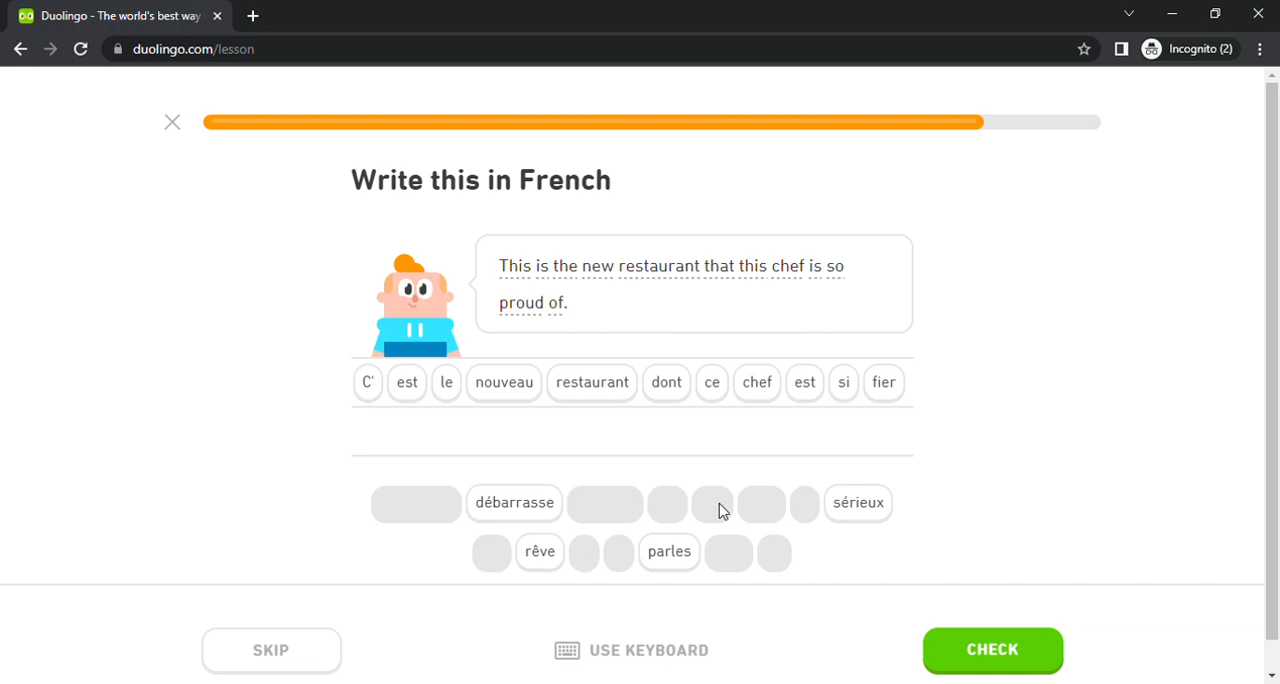 Duolingo - The world's best way
duolingo.com/lesson
Incognito (2)
Write this in French
This is the new restaurant that this chef is so
proud of.
C' est le nouveau restaurant dont ce chef est si fier
débarrasse sérieux
rêve parles
SKIP USE KEYBOARD CHECK